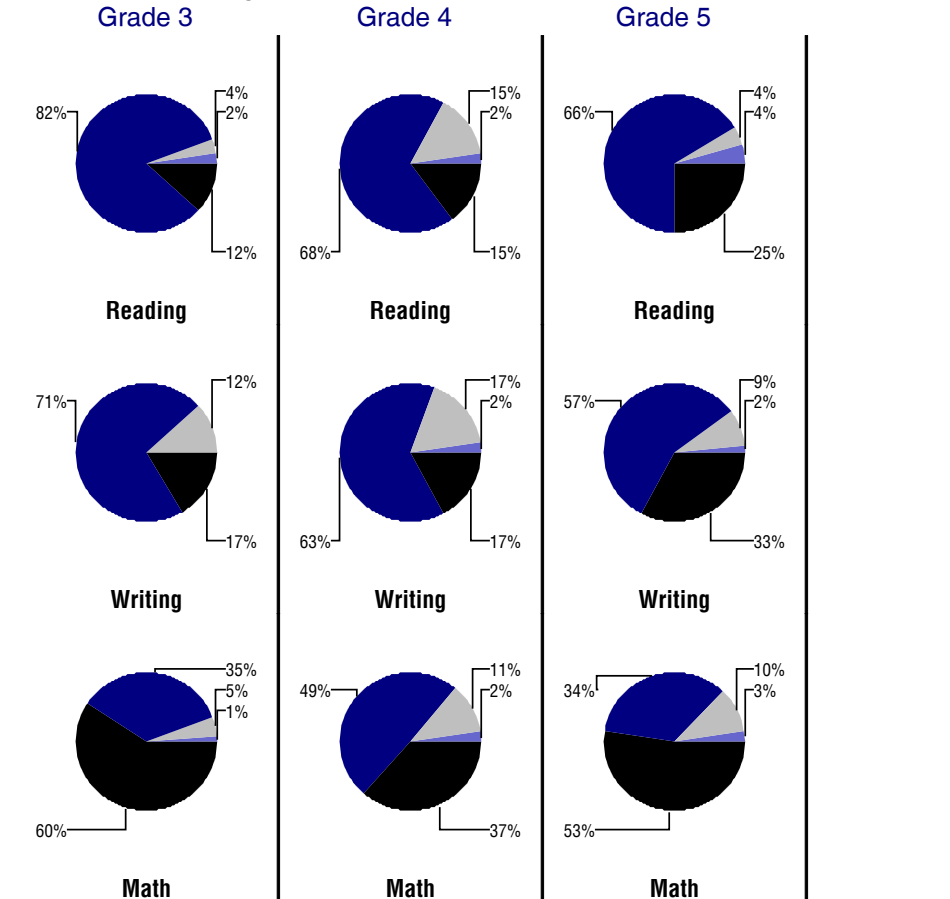 Grade 3 Grade 4 Grade 5
4% 15% 4%
82% 2% 2% 66% 4%
12% 68% 15% 25%
Reading Reading Reading
12% 17% 9%
71% 2% 57% 2%
17% 63% 17% 33%
Writing Writing Writing
35% 11% 10%
5% 49% 2% 34% 3%
1%
60% 37% 53%
Math Math Math